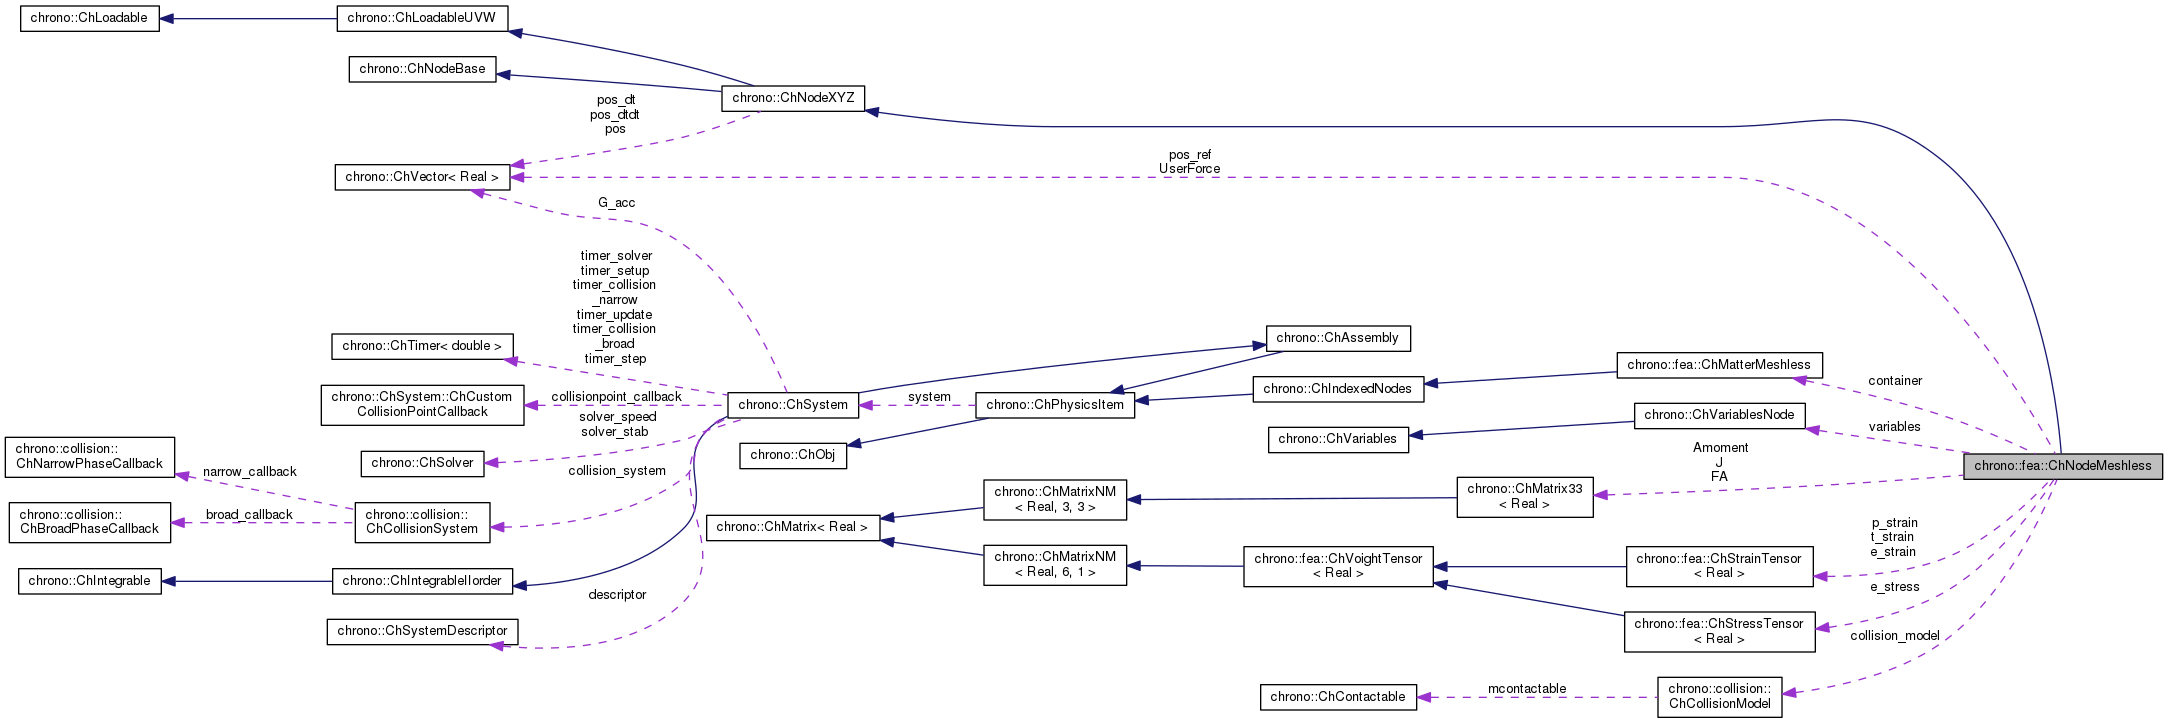 chrono::ChLoadable
chrono::ChLoadableUVW
chrono::ChNodeBase
chrono::ChNodeXYZ
pos_dt
pos_dtdt
pos
chrono::ChVector< Real >
pos_ref
UserForce
G_acc
timer_solver
timer_setup
timer_collision
_narrow
timer_update
timer_collision
_broad
timer_step
chrono::ChTimer< double >
chrono::ChSystem::ChCustom
CollisionPointCallback
collisionpoint_callback
solver_speed
solver_stab
chrono::ChSystem
system
chrono::ChPhysicsItem
chrono::ChAssembly
chrono::ChIndexedNodes
chrono::fea::ChMatterMeshless
container
chrono::ChVariablesNode
variables
chrono::ChVariables
chrono::ChObj
chrono::ChSolver
collision_system
chrono::collision::
ChNarrowPhaseCallback
narrow_callback
chrono::collision::
ChBroadPhaseCallback
broad_callback
chrono::collision::
ChCollisionSystem
chrono::fea::ChNodeMeshless
Amoment
J
FA
chrono::ChMatrix33
< Real >
chrono::ChMatrixNM
< Real, 3, 3 >
chrono::ChMatrix< Real >
chrono::ChMatrixNM
< Real, 6, 1 >
chrono::fea::ChVoightTensor
< Real >
chrono::fea::ChStrainTensor
< Real >
p_strain
t_strain
e_strain
chrono::ChIntegrable
chrono::ChIntegrableIIorder
descriptor
chrono::ChSystemDescriptor
e_stress
chrono::fea::ChStressTensor
< Real >
collision_model
chrono::ChContactable
mcontactable
chrono::collision::
ChCollisionModel